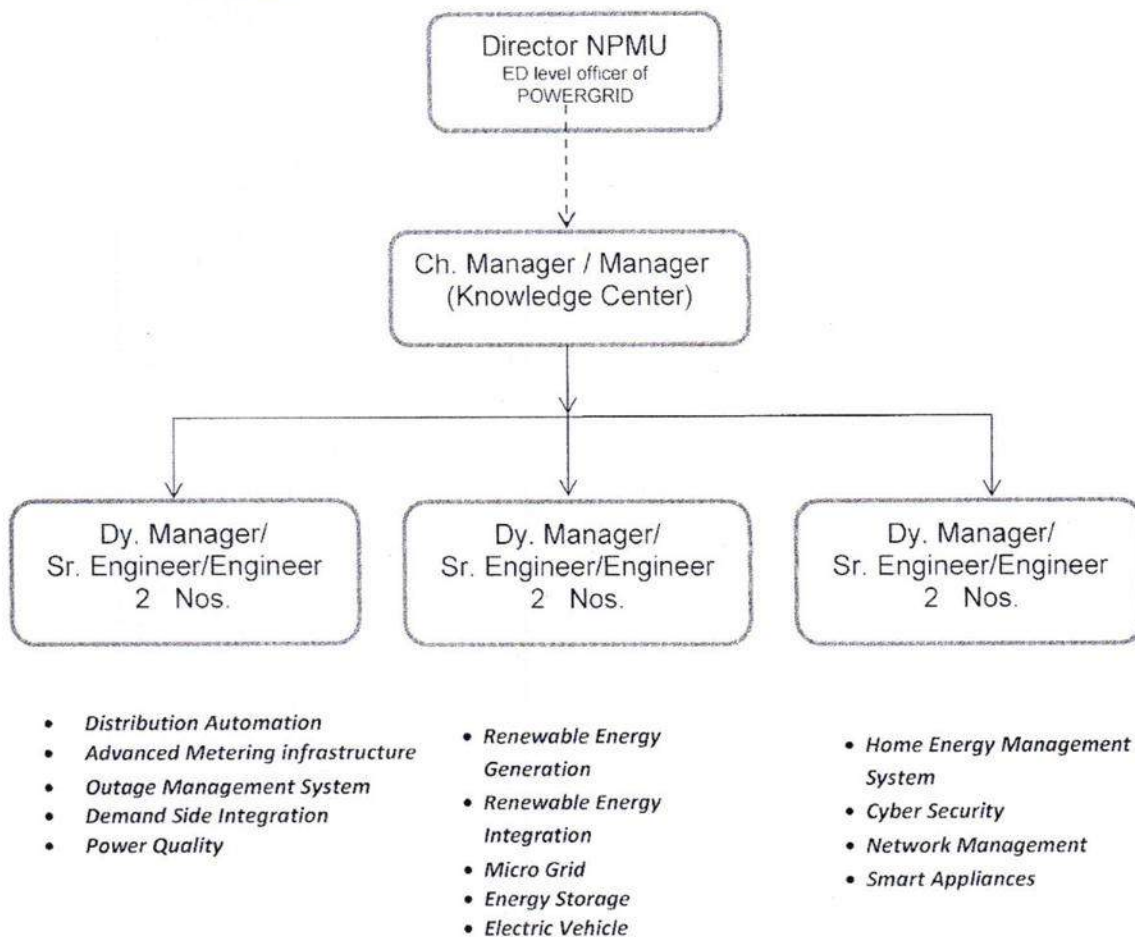 Director NPMU
ED level officer of
POWERGRID
Ch. Manager / Manager
(Knowledge Center)
Dy. Manager/
Sr. Engineer/Engineer
2 Nos.
Dy. Manager/
Sr. Engineer/Engineer
2 Nos.
Dy. Manager/
Sr. Engineer/Engineer
2 Nos.
• Distribution Automation
• Advanced Metering infrastructure
• Outage Management System
• Demand Side Integration
• Power Quality
• Renewable Energy
Generation
• Renewable Energy
Integration
• Micro Grid
• Energy Storage
• Electric Vehicle
• Home Energy Management
System
• Cyber Security
• Network Management
• Smart Appliances